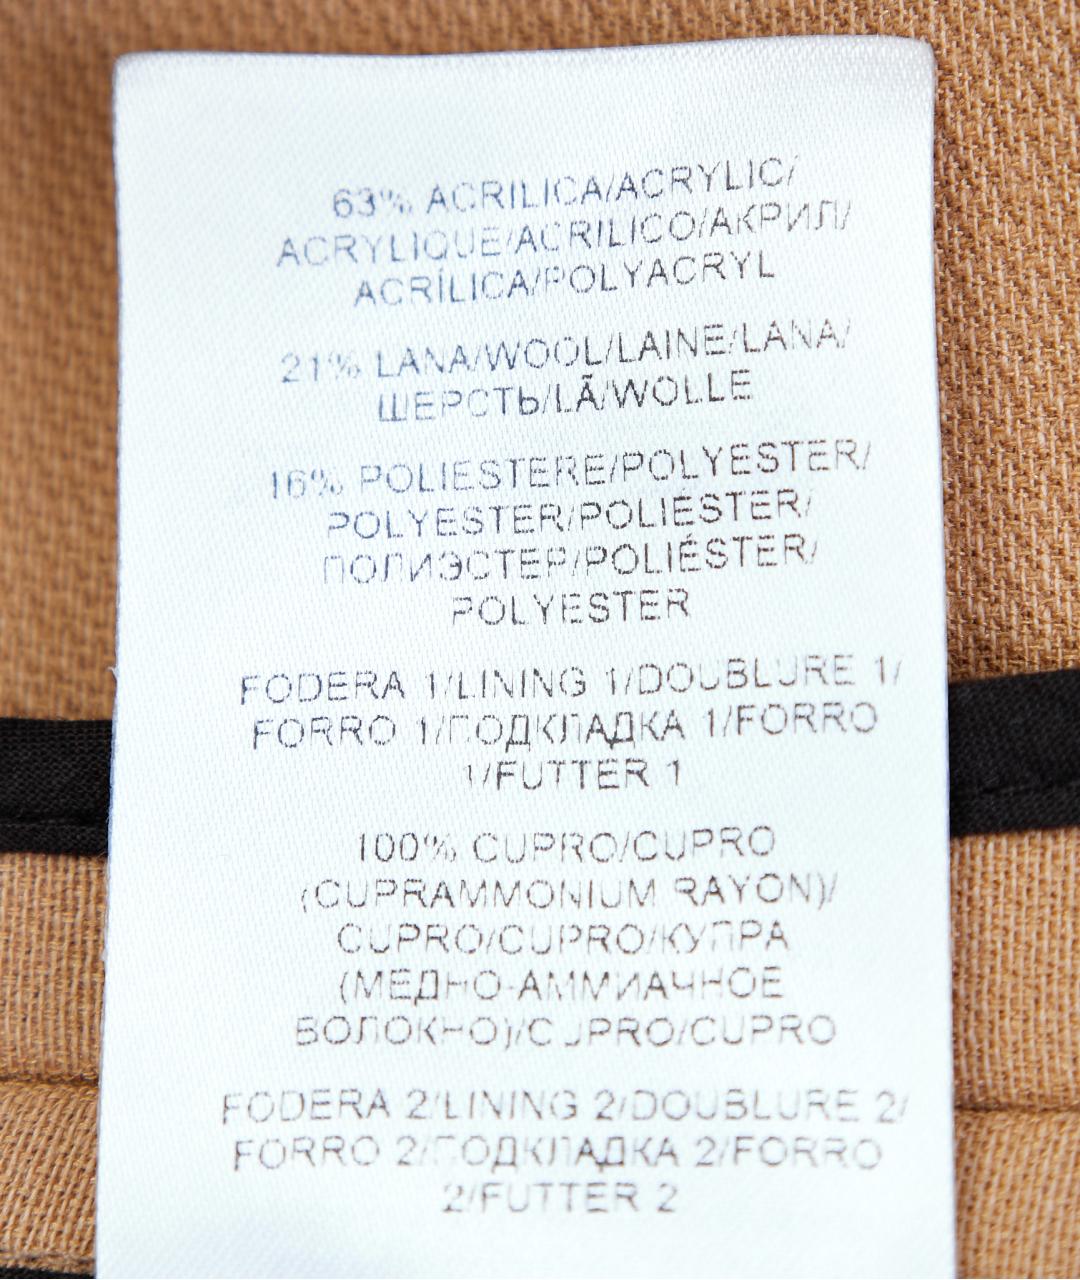 63% ACRILICA/ACRYLIC/
ACRYLIQUE/ACRILICO/АКРИЛ/
ACRÍLICA/POLYACRYL
21% LANA/WOOL/LAINE/LANA/
ШЕРСТЬ/LÃ/WOLLE
16% POLIESTERE/POLYESTER/
POLYESTER/POLIÉSTER/
ПОЛИЭСТЕР/POLIÉSTER/
POLYESTER
FODERA 1/LINING 1/DOUBLURE 1/
FORRO 1/ПОДКЛАДКА 1/FORRO
1/FUTTER 1
100% CUPRO/CUPRO
(CUPRAMMONIUM RAYON)/
CUPRO/CUPRO/КУПРА
(МЕДНО-АММИАЧНОЕ
ВОЛОКНО)/CUPRO/CUPRO
FODERA 2/LINING 2/DOUBLURE 2/
FORRO 2/ПОДКЛАДКА 2/FORRO
2/FUTTER 2